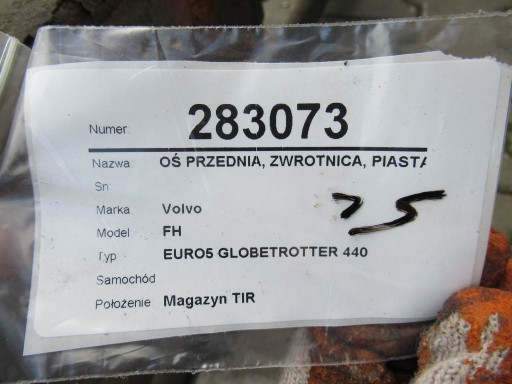 Numer: 283073
Nazwa OŚ PRZEDNIA, ZWROTNICA, PIASTA
Sn:
Marka Volvo
Model FH
Typ EURO5 GLOBETROTTER 440
Samochód
Położenie Magazyn TIR
75